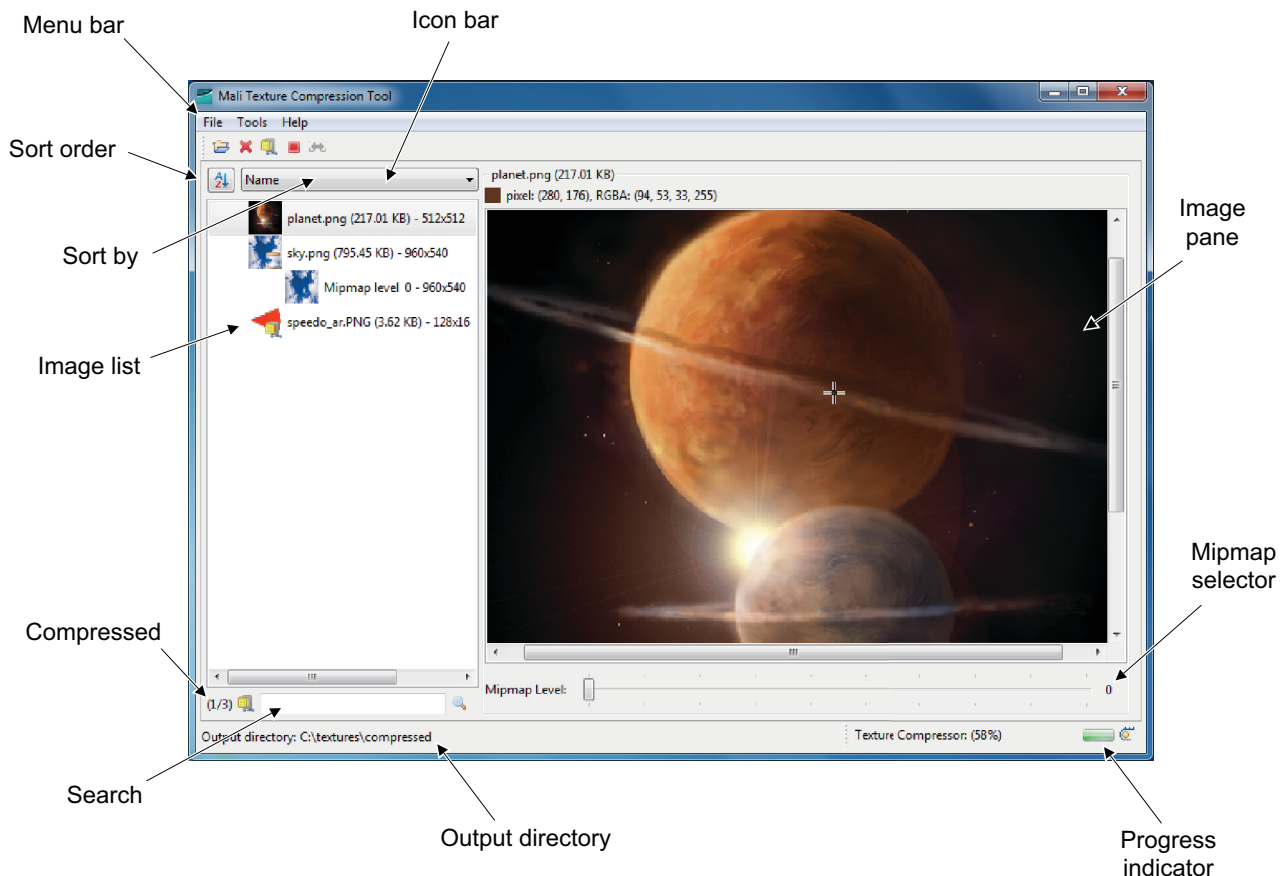 Menu bar
Icon bar
Mali Texture Compression Tool
File Tools Help
Sort order
Name
planet.png (217.01 KB)
pixel: (280, 176), RGBA: (94, 53, 33, 255)
planet.png (217.01 KB) - 512x512
Image
pane
Sort by
sky.png (795.45 KB) - 960x540
Mipmap level 0 - 960x540
speedo_ar.PNG (3.62 KB) - 128x16
Image list
Mipmap
selector
Compressed
Mipmap Level:
0
(1/3)
Output directory: C:\textures\compressed
Texture Compressor: (58%)
Search
Output directory
Progress
indicator